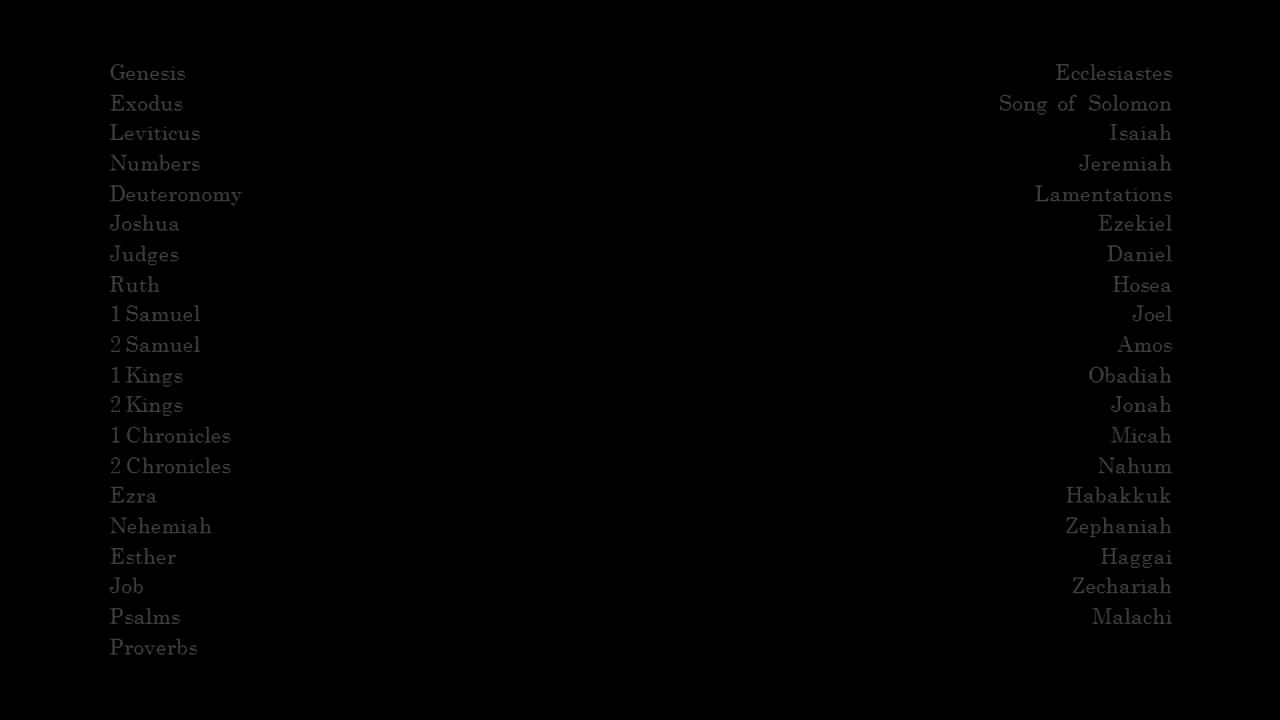 Genesis
Exodus
Leviticus
Numbers
Deuteronomy
Joshua
Judges
Ruth
1 Samuel
2 Samuel
1 Kings
2 Kings
1 Chronicles
2 Chronicles
Ezra
Nehemiah
Esther
Job
Psalms
Proverbs
Ecclesiastes
Song of Solomon
Isaiah
Jeremiah
Lamentations
Ezekiel
Daniel
Hosea
Joel
Amos
Obadiah
Jonah
Micah
Nahum
Habakkuk
Zephaniah
Haggai
Zechariah
Malachi